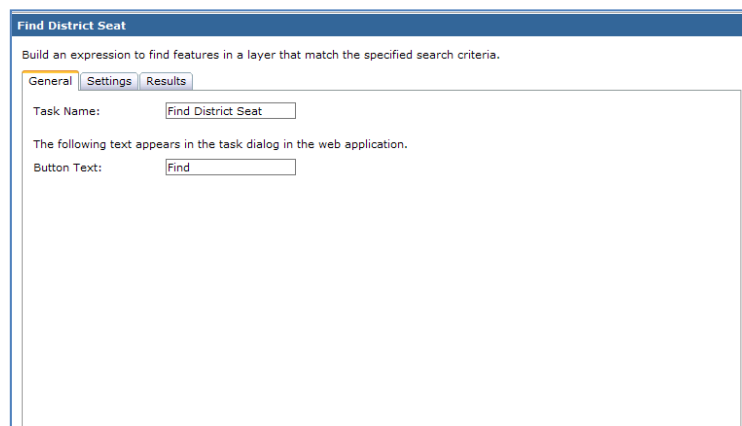 Find District Seat
Build an expression to find features in a layer that match the specified search criteria.
General Settings Results
Task Name: Find District Seat
The following text appears in the task dialog in the web application.
Button Text: Find